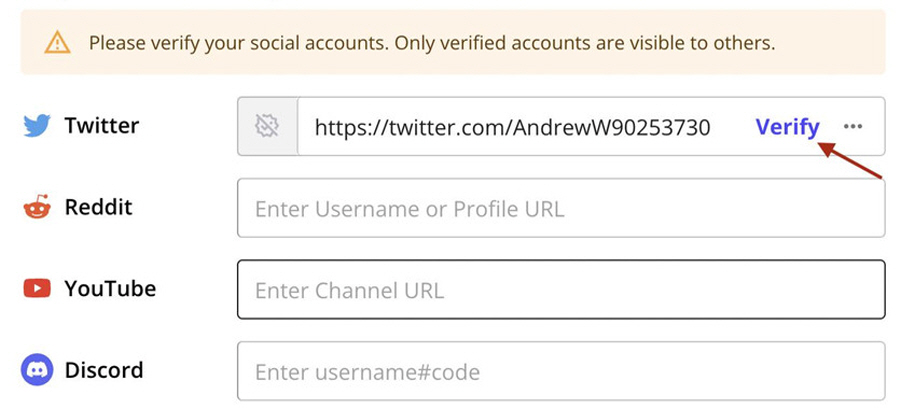 Please verify your social accounts. Only verified accounts are visible to others.
Twitter
https://twitter.com/AndrewW90253730 Verify •••
Reddit
Enter Username or Profile URL
YouTube
Enter Channel URL
Discord
Enter username#code